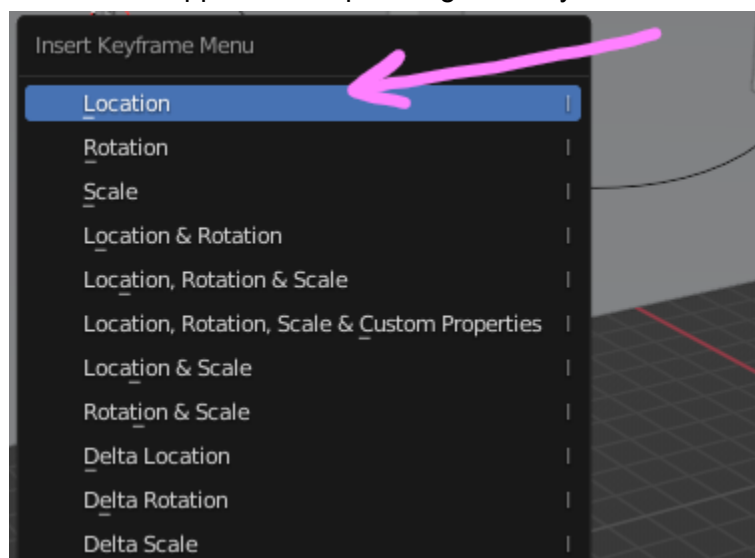 Insert Keyframe Menu
Location I
Rotation I
Scale I
Location & Rotation I
Location, Rotation & Scale I
Location, Rotation, Scale & Custom Properties I
Location & Scale I
Rotation & Scale I
Delta Location I
Delta Rotation I
Delta Scale I